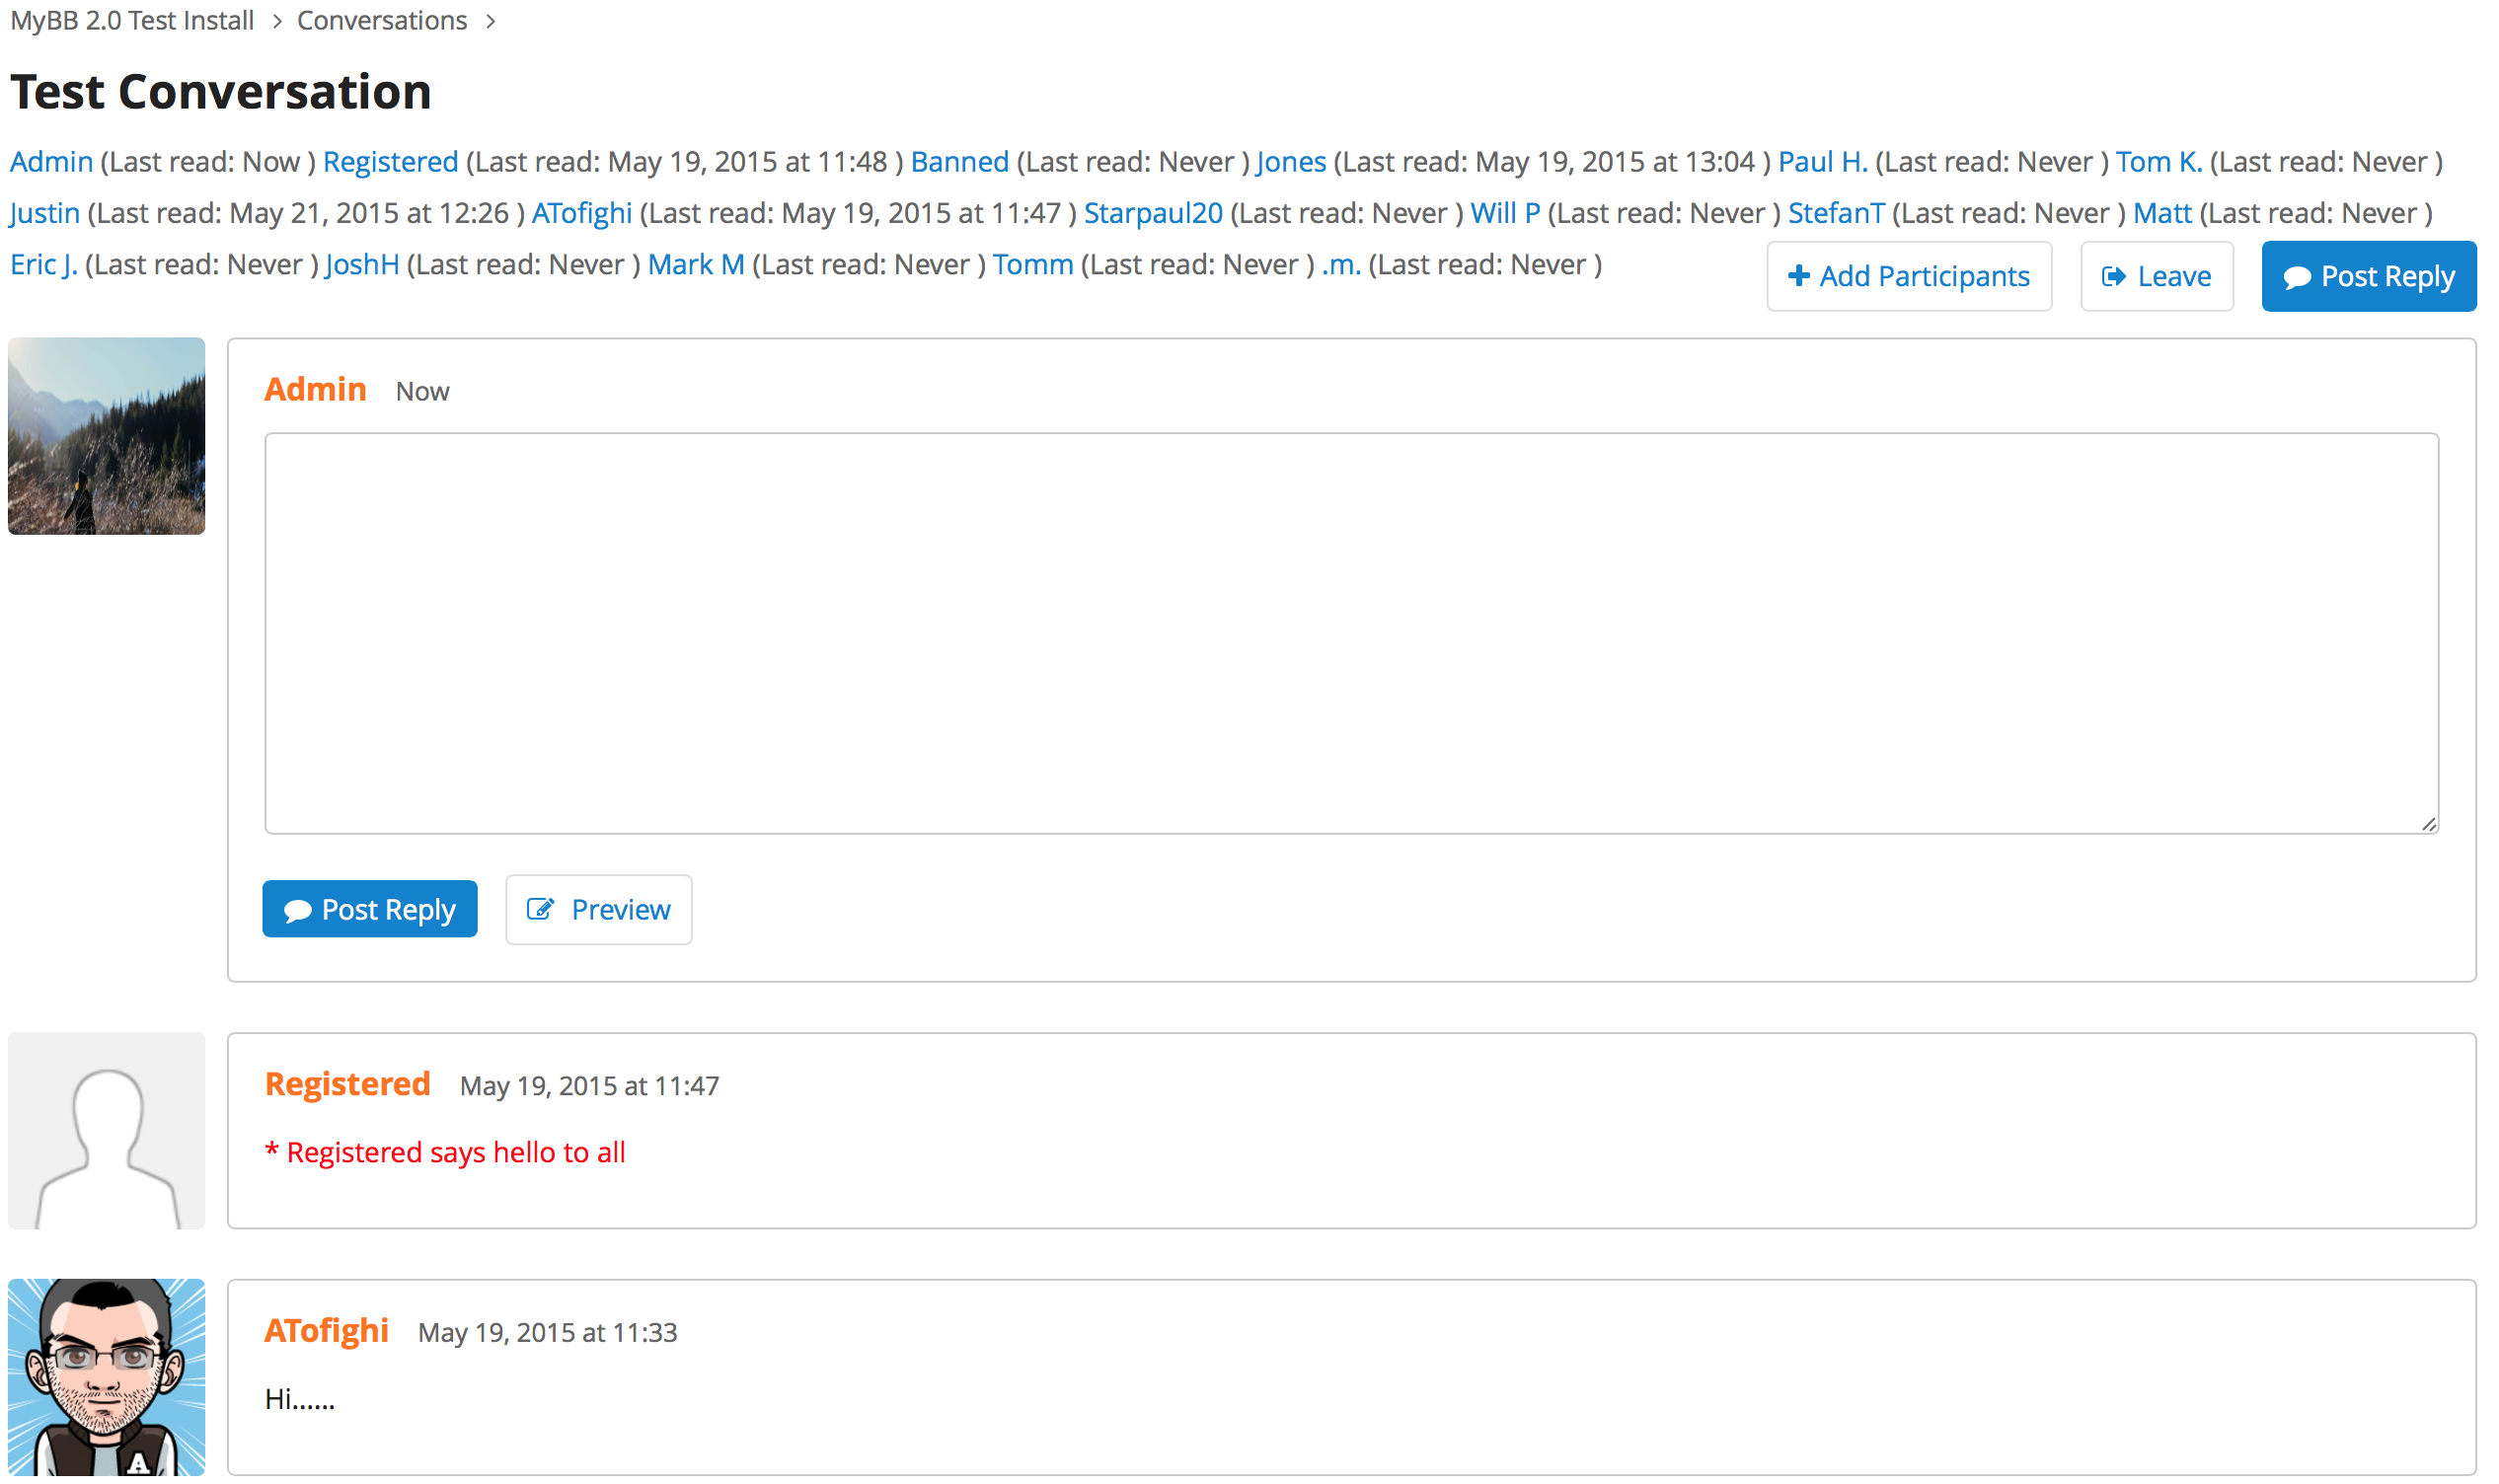 MyBB 2.0 Test Install > Conversations >
Test Conversation
Admin (Last read: Now ) Registered (Last read: May 19, 2015 at 11:48 ) Banned (Last read: Never ) Jones (Last read: May 19, 2015 at 13:04 ) Paul H. (Last read: Never ) Tom K. (Last read: Never )
Justin (Last read: May 21, 2015 at 12:26 ) ATofighi (Last read: May 19, 2015 at 11:47 ) Starpaul20 (Last read: Never ) Will P (Last read: Never ) StefanT (Last read: Never ) Matt (Last read: Never )
Eric J. (Last read: Never ) JoshH (Last read: Never ) Mark M (Last read: Never ) Tomm (Last read: Never ) .m. (Last read: Never )
Add Participants Leave Post Reply
Admin Now
Post Reply Preview
Registered May 19, 2015 at 11:47
* Registered says hello to all
ATofighi May 19, 2015 at 11:33
Hi......
A